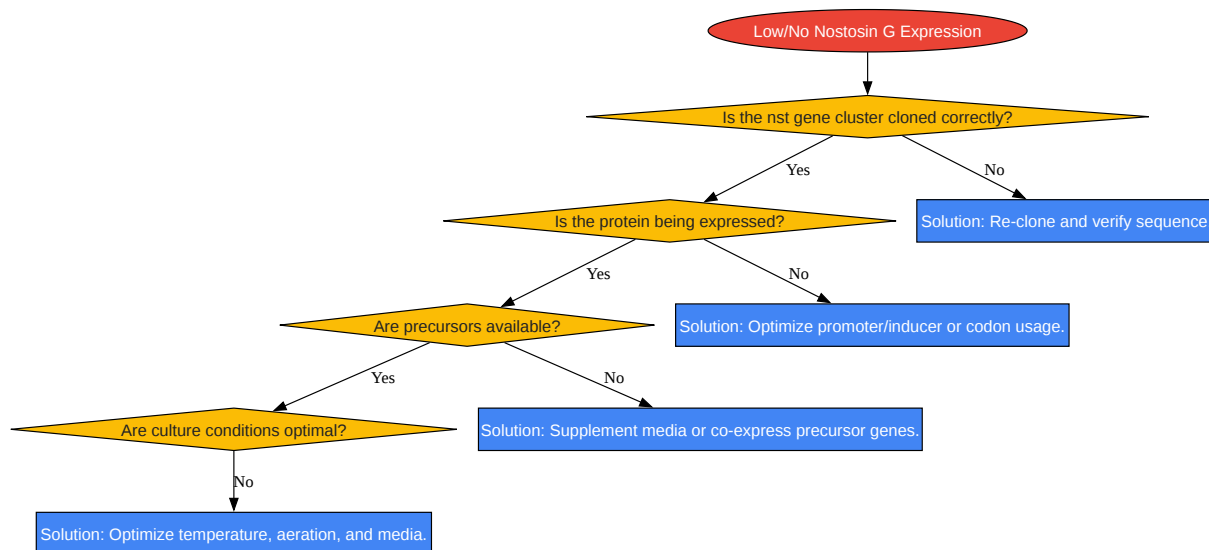 Low/No Nostosin G Expression
Is the nst gene cluster cloned correctly?
Yes
No
Is the protein being expressed?
Solution: Re-clone and verify sequence
Yes
No
Are precursors available?
Solution: Optimize promoter/inducer or codon usage.
Yes
No
Are culture conditions optimal?
Solution: Supplement media or co-express precursor genes.
No
Solution: Optimize temperature, aeration, and media.